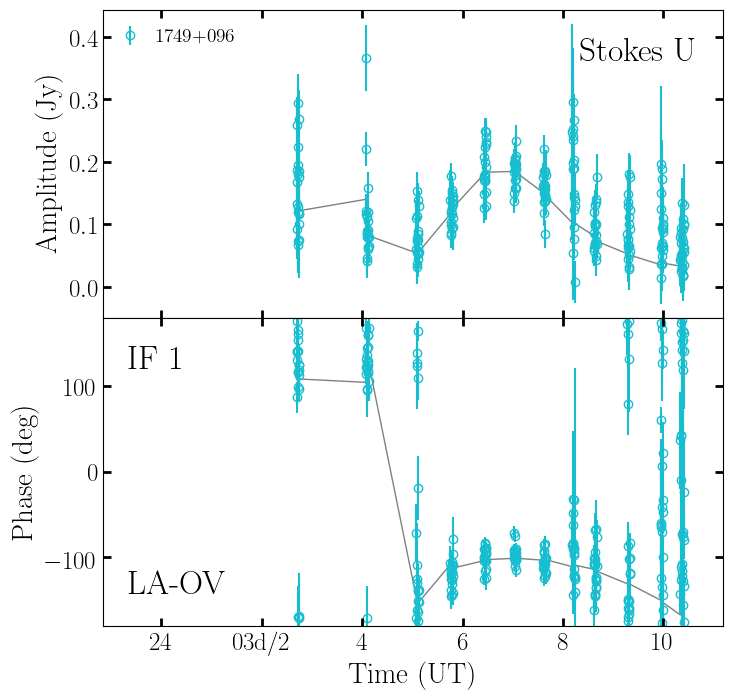 1749+096
Stokes U
Amplitude (Jy)
0.4
0.3
0.2
0.1
0.0
IF 1
LA-OV
Phase (deg)
100
0
−100
24 03d/2 4 6 8 10
Time (UT)